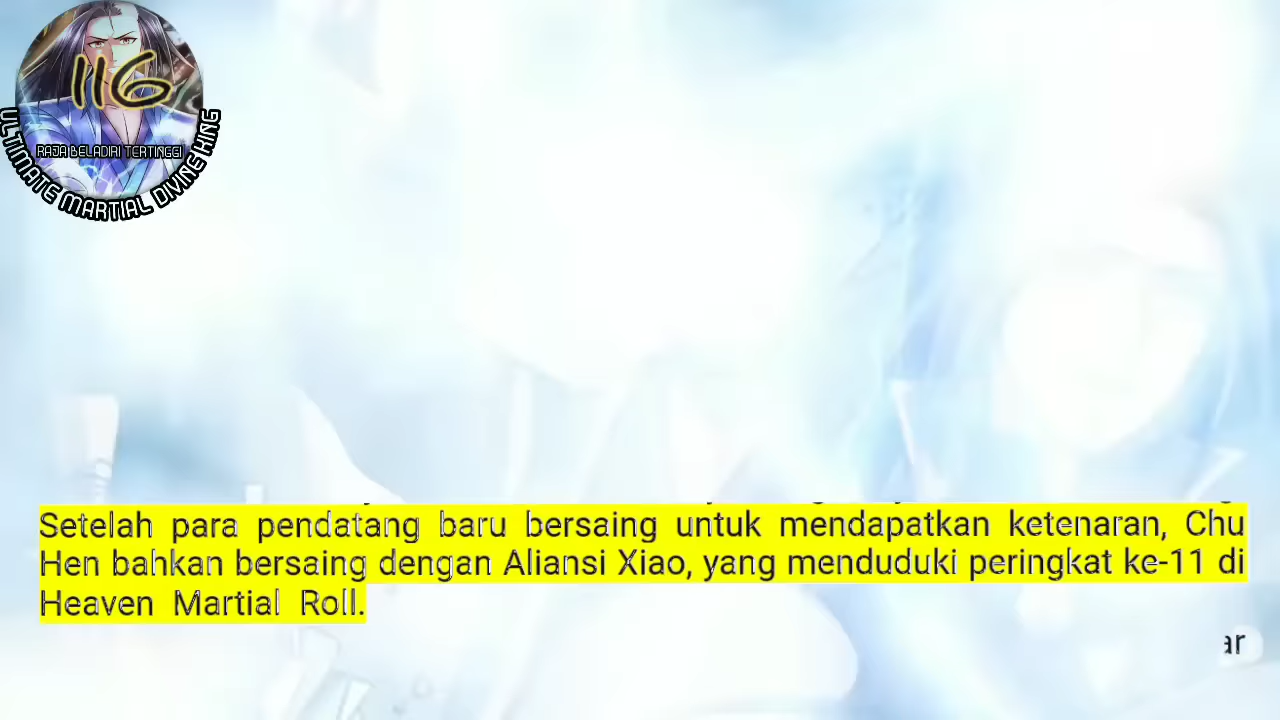 116
RAJA BELADIRI TERTINGGI
ULTIMATE MARTIAL DIVINE KING
Setelah para pendatang baru bersaing untuk mendapatkan ketenaran, Chu
Hen bahkan bersaing dengan Aliansi Xiao, yang menduduki peringkat ke-11 di
Heaven Martial Roll.
ar